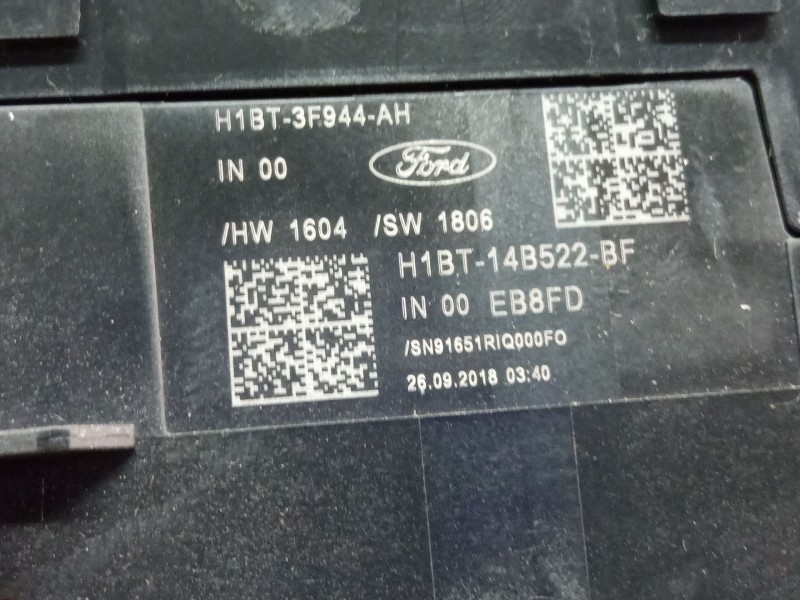 H1BT-3F944-AH
IN 00
Ford
/HW 1604 /SW 1806
H1BT-14B522-BF
IN 00 EB8FD
/SN91651RIQ000FO
26.09.2018 03:40